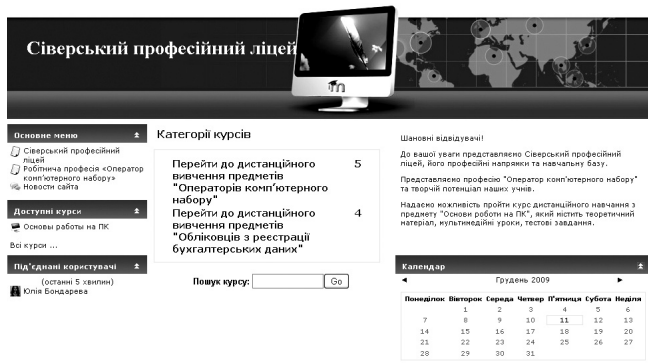 Сіверський професійний ліцей
Основне меню
Сіверський професійний
ліцей
Робітнича професія «Оператор
комп'ютерного набору»
Новости сайта
Доступні курси
Основы работы на ПК
Всі курси ...
Під'єднані користувачі
(останні 5 хвилин)
Юлія Бондарева
Категорії курсів
Перейти до дистанційного 5
вивчення предметів
"Операторів комп'ютерного
набору"
Перейти до дистанційного 4
вивчення предметів
"Обліковців з реєстрації
бухгалтерських даних"
Пошук курсу: Go
Шановні відвідувачі!
До вашої уваги представляємо Сіверський професійний
ліцей, його професійні напрямки та навчальну базу.
Представляємо професію "Оператор комп'ютерного набору"
та творчій потенціал наших учнів.
Надаємо можливість пройти курс дистанційного навчання з
предмету "Основи роботи на ПК", який містить теоретичний
матеріал, мультимедійні уроки, тестові завдання.
Календар
◄ Грудень 2009 ►
Понеділок Вівторок Середа Четвер П'ятниця Субота Неділя
1 2 3 4 5 6
7 8 9 10 11 12 13
14 15 16 17 18 19 20
21 22 23 24 25 26 27
28 29 30 31